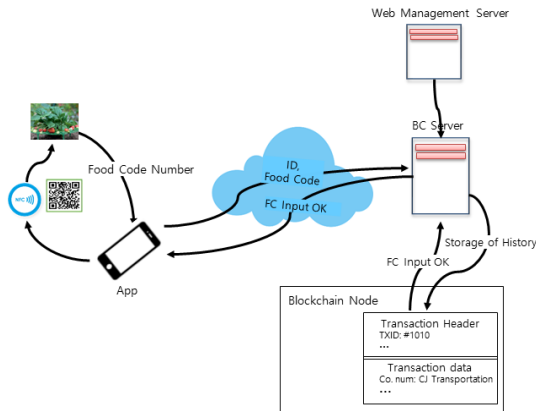 Web Management Server
BC Server
Food Code Number
NFC
ID,
Food Code
FC Input OK
App
Storage of History
FC Input OK
Blockchain Node
Transaction Header
TXID: #1010
...
Transaction data
Co. num: CJ Transportation
...